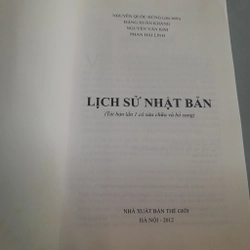 NGUYỄN QUỐC HÙNG (chủ biên)
ĐẶNG XUÂN KHÁNG
NGUYỄN VĂN KIM
PHAN HẢI LINH
LỊCH SỬ NHẬT BẢN
(Tái bản lần 1 có sửa chữa và bổ sung)
NHÀ XUẤT BẢN THẾ GIỚI
HÀ NỘI - 2012